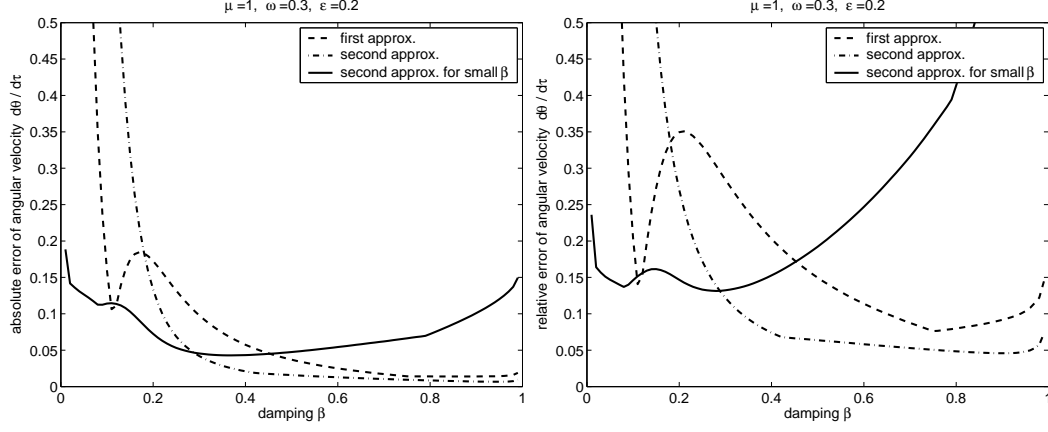 μ =1, ω =0.3, ε =0.2
0.5
0.45
0.4
0.35
0.3
0.25
0.2
0.15
0.1
0.05
0
absolute error of angular velocity dθ / dτ
first approx.
second approx.
second approx. for small β
0 0.2 0.4 0.6 0.8 1
damping β
μ =1, ω =0.3, ε =0.2
0.5
0.45
0.4
0.35
0.3
0.25
0.2
0.15
0.1
0.05
0
relative error of angular velocity dθ / dτ
first approx.
second approx.
second approx. for small β
0 0.2 0.4 0.6 0.8 1
damping β